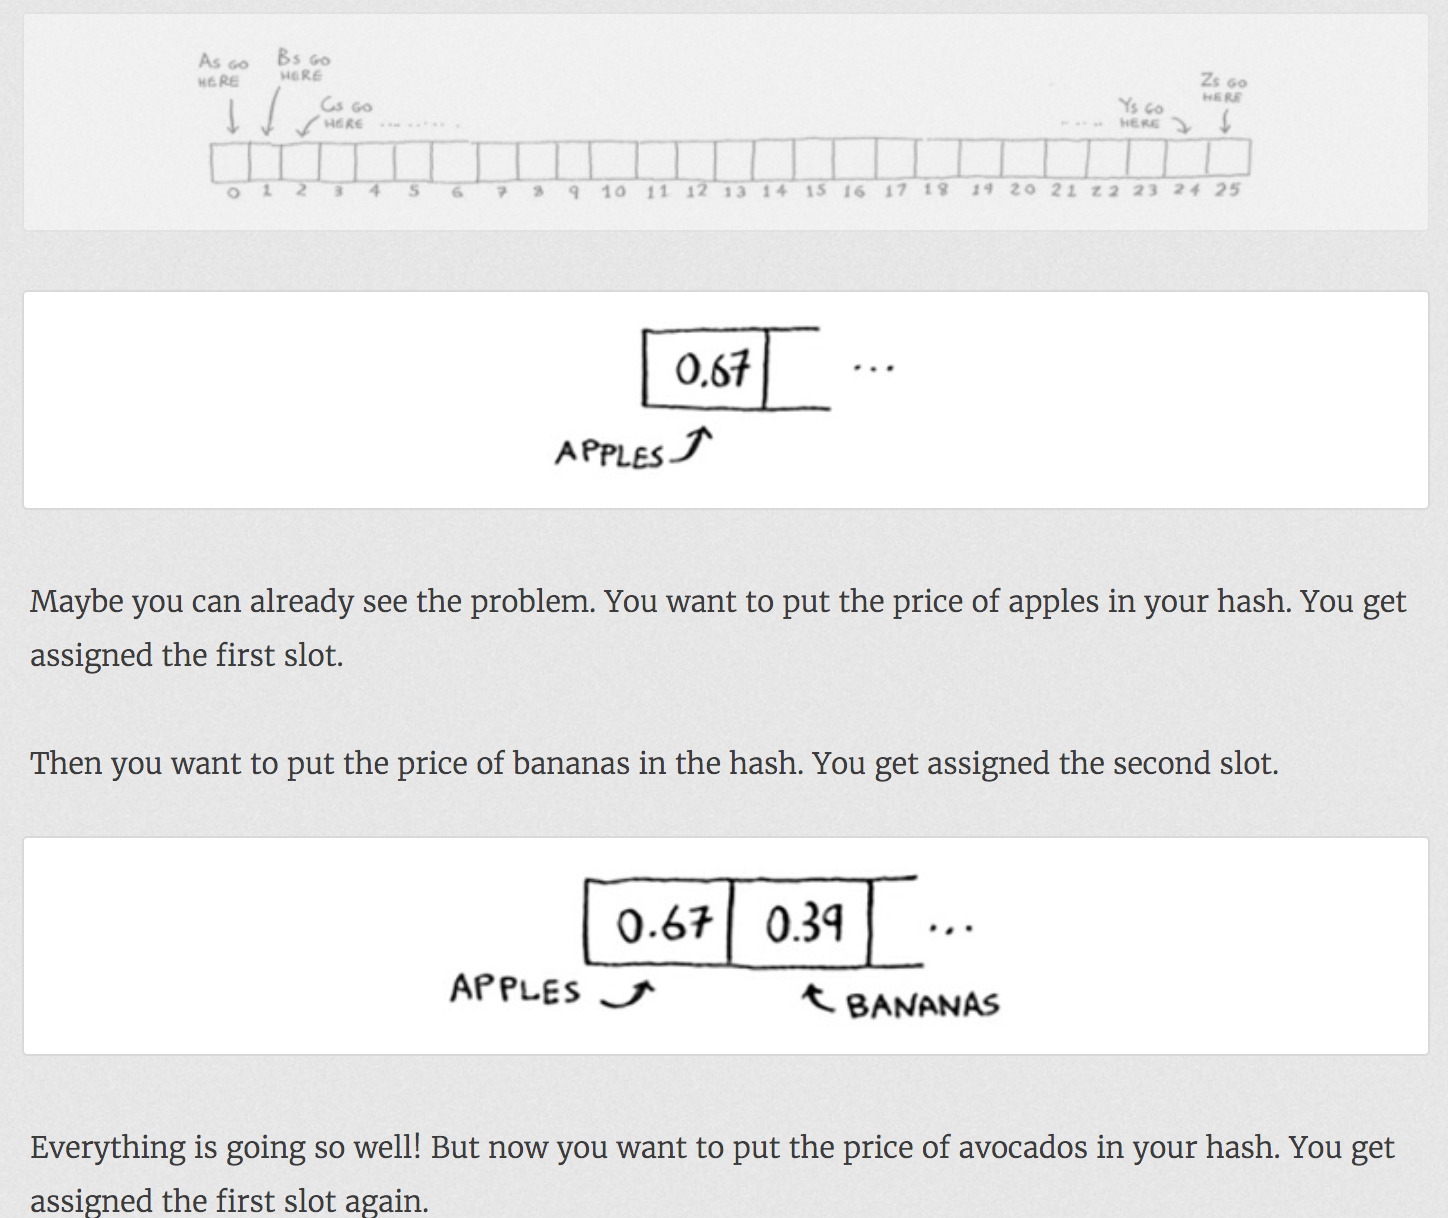 As GO HERE
Bs GO HERE
Cs GO HERE ..........
..... Ys GO HERE
Zs GO HERE
0 1 2 3 4 5 6 7 8 9 10 11 12 13 14 15 16 17 18 19 20 21 22 23 24 25
0.67 ...
APPLES
Maybe you can already see the problem. You want to put the price of apples in your hash. You get
assigned the first slot.
Then you want to put the price of bananas in the hash. You get assigned the second slot.
0.67 0.39 ...
APPLES BANANAS
Everything is going so well! But now you want to put the price of avocados in your hash. You get
assigned the first slot again.